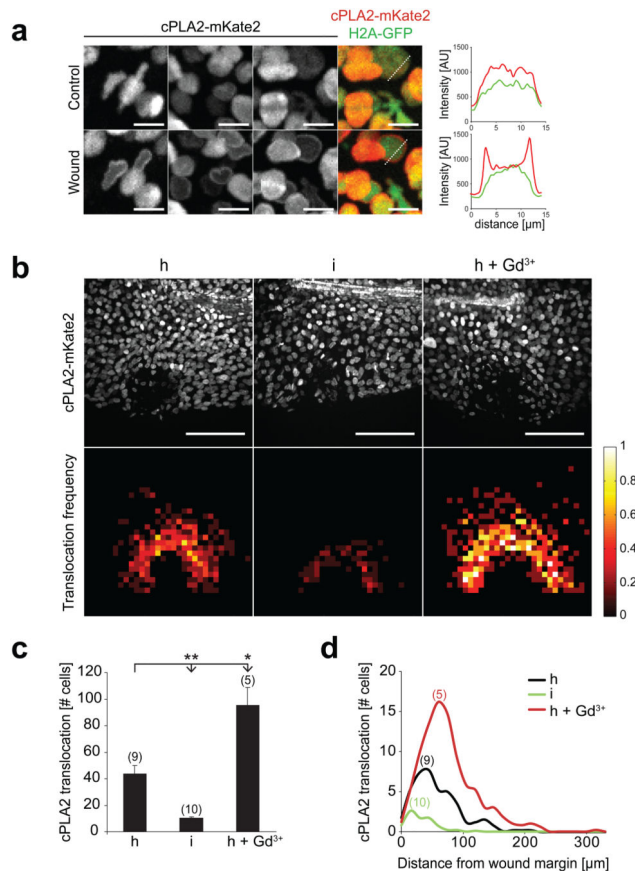 a
cPLA2-mKate2
cPLA2-mKate2
H2A-GFP
Control
Wound
Intensity [AU]
1500
1000
500
0
0 5 10 15
Intensity [AU]
1500
1000
500
0
0 5 10 15
distance [µm]
b
h i h + Gd³⁺
cPLA2-mKate2
Translocation frequency
1
0.8
0.6
0.4
0.2
0
c
cPLA2 translocation [# cells]
120
100
80
60
40
20
0
** *
(9)
(10)
(5)
h i h + Gd³⁺
d
cPLA2 translocation [# cells]
20
15
10
5
0
(5)
(9)
(10)
h
i
h + Gd³⁺
0 100 200 300
Distance from wound margin [µm]